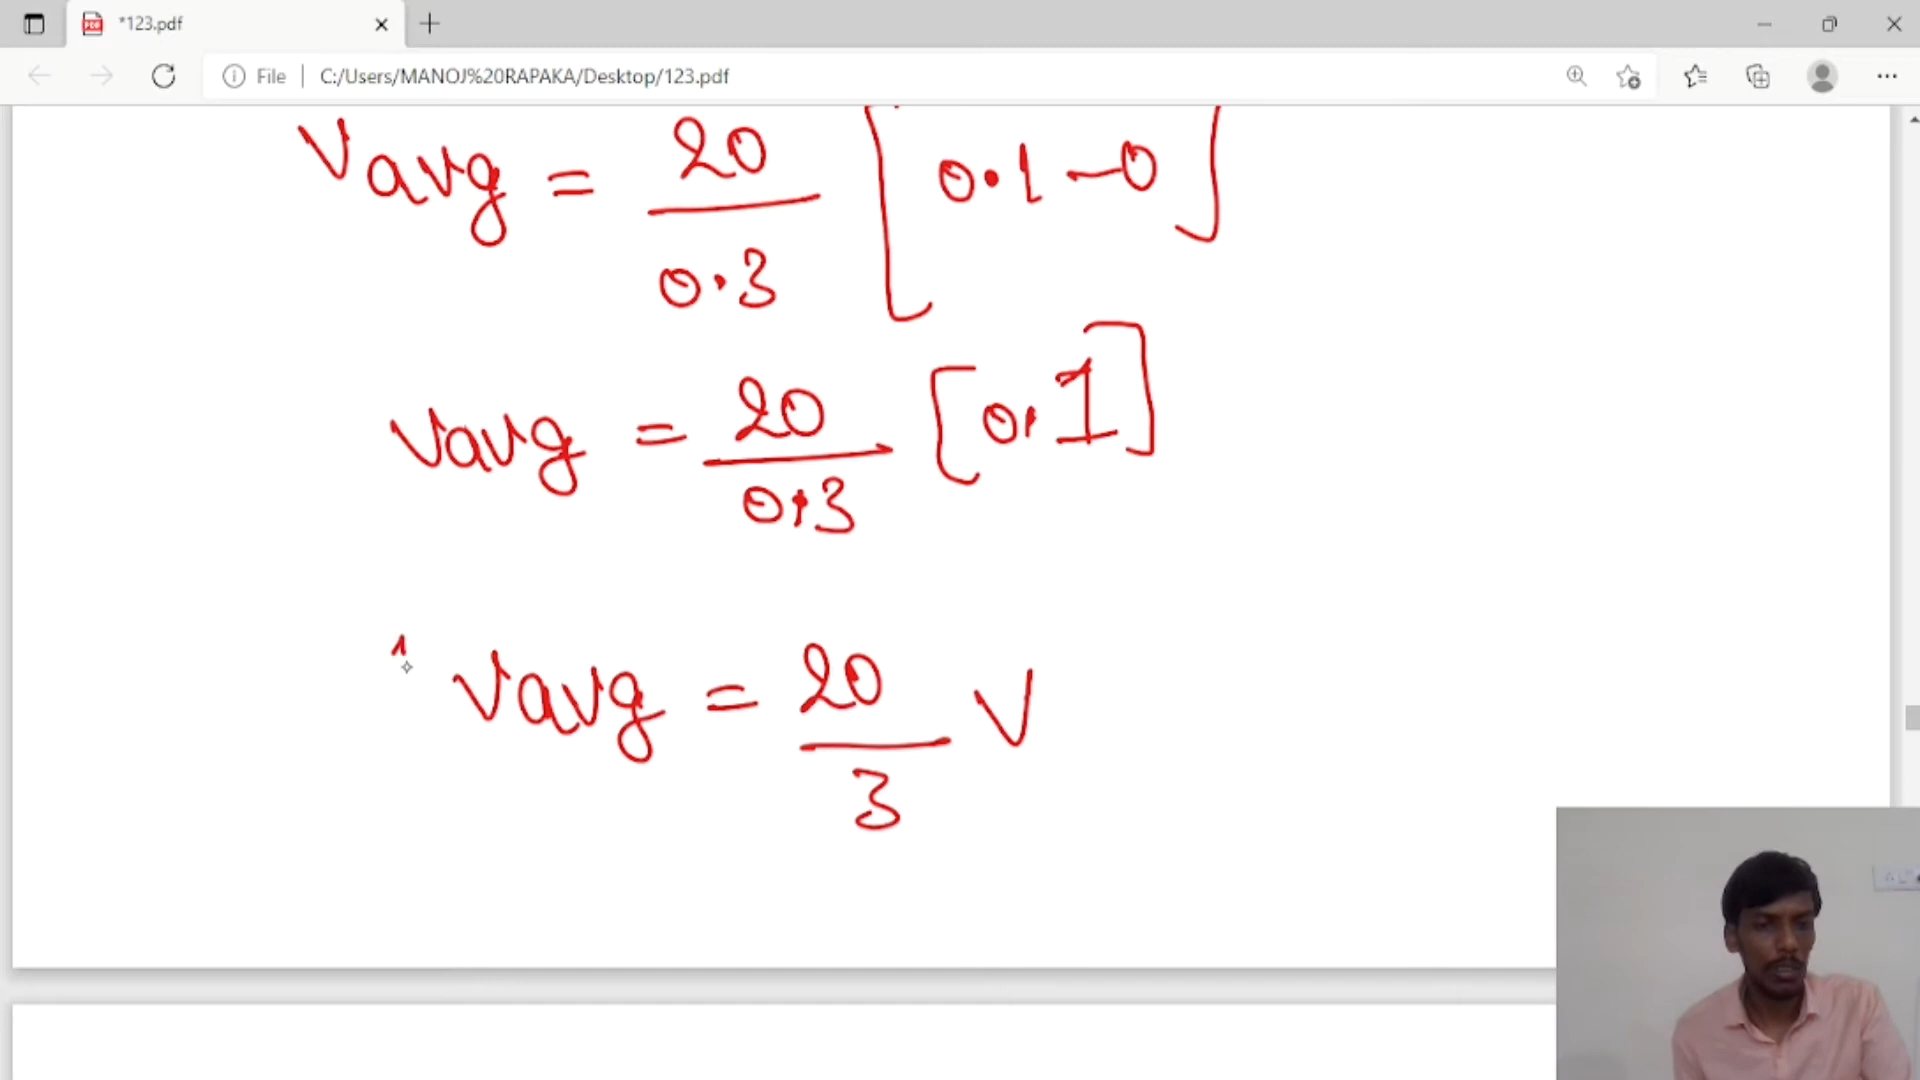 *123.pdf
File | C:/Users/MANOJ%20RAPAKA/Desktop/123.pdf
Vavg = 20/0.3 [0.1-0]
Vavg = 20/0.3 [0.1]
Vavg = 20/3 V